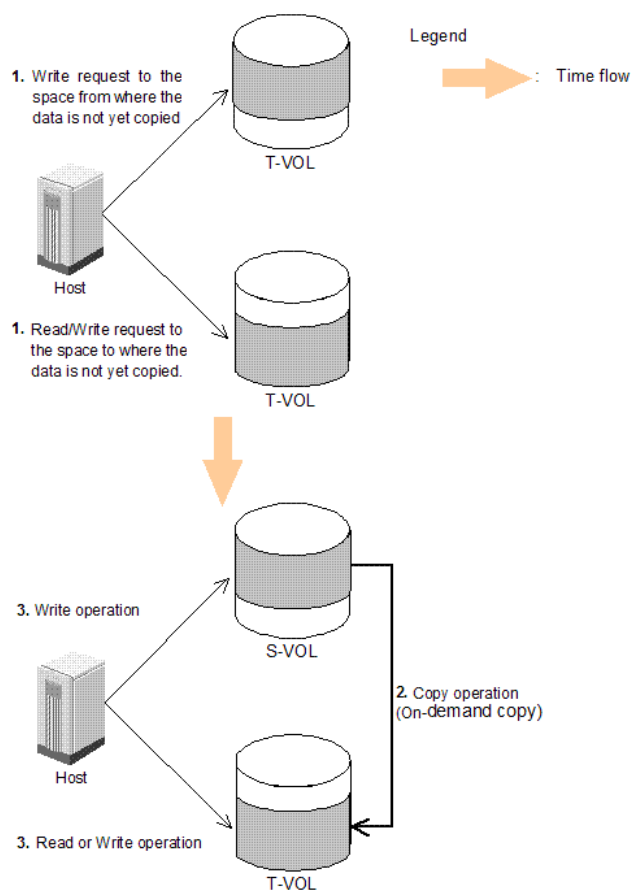 Legend
: Time flow
1. Write request to the
space from where the
data is not yet copied
T-VOL
Host
1. Read/Write request to
the space to where the
data is not yet copied.
T-VOL
3. Write operation
S-VOL
2. Copy operation
(On-demand copy)
Host
3. Read or Write operation
T-VOL